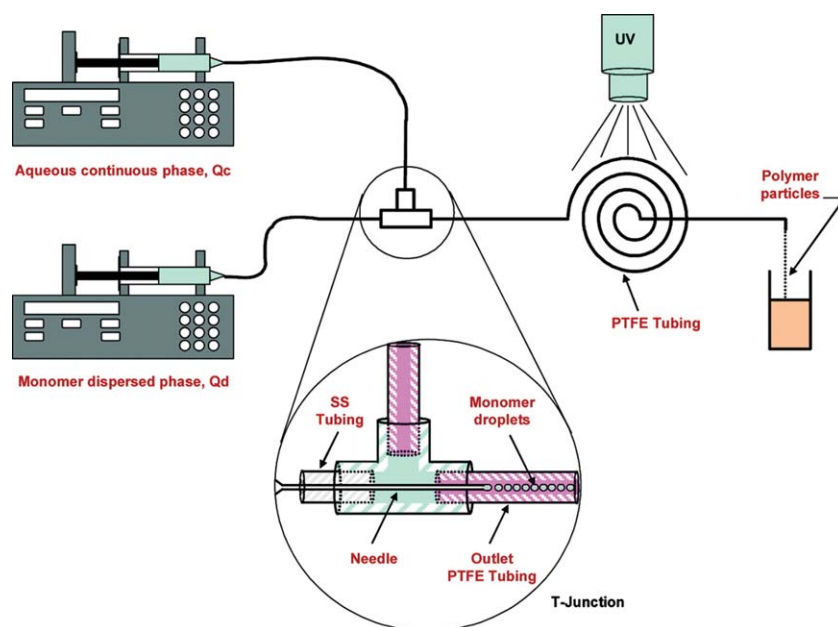 UV
Aqueous continuous phase, Qc
Polymer
particles
PTFE Tubing
Monomer dispersed phase, Qd
SS
Tubing
Monomer
droplets
Needle
Outlet
PTFE Tubing
T-Junction